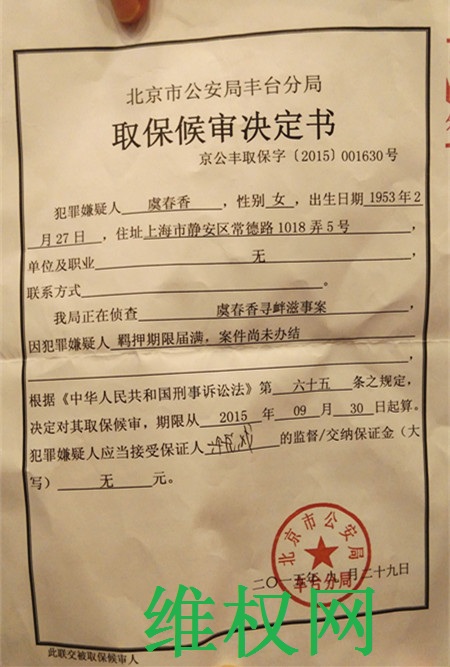 北京市公安局丰台分局
取保候审决定书
京公丰取保字〔2015〕001630号
犯罪嫌疑人 虞春香 ,性别 女 ,出生日期 1953年2
月27日 ,住址上海市静安区常德路1018弄5号 ,
单位及职业 无 ,
联系方式 。
我局正在侦查 虞春香寻衅滋事案 ,
因犯罪嫌疑人 羁押期限届满,案件尚未办结
,
根据《中华人民共和国刑事诉讼法》第 六十五 条之规定,
决定对其取保候审,期限从 2015 年 09 月 30 日起算。
犯罪嫌疑人应当接受保证人 的监督/交纳保证金(大
写) 无 元。
北京市公安局
丰台分局
二〇一五年九月二十九日
维权网
此联交被取保候审人